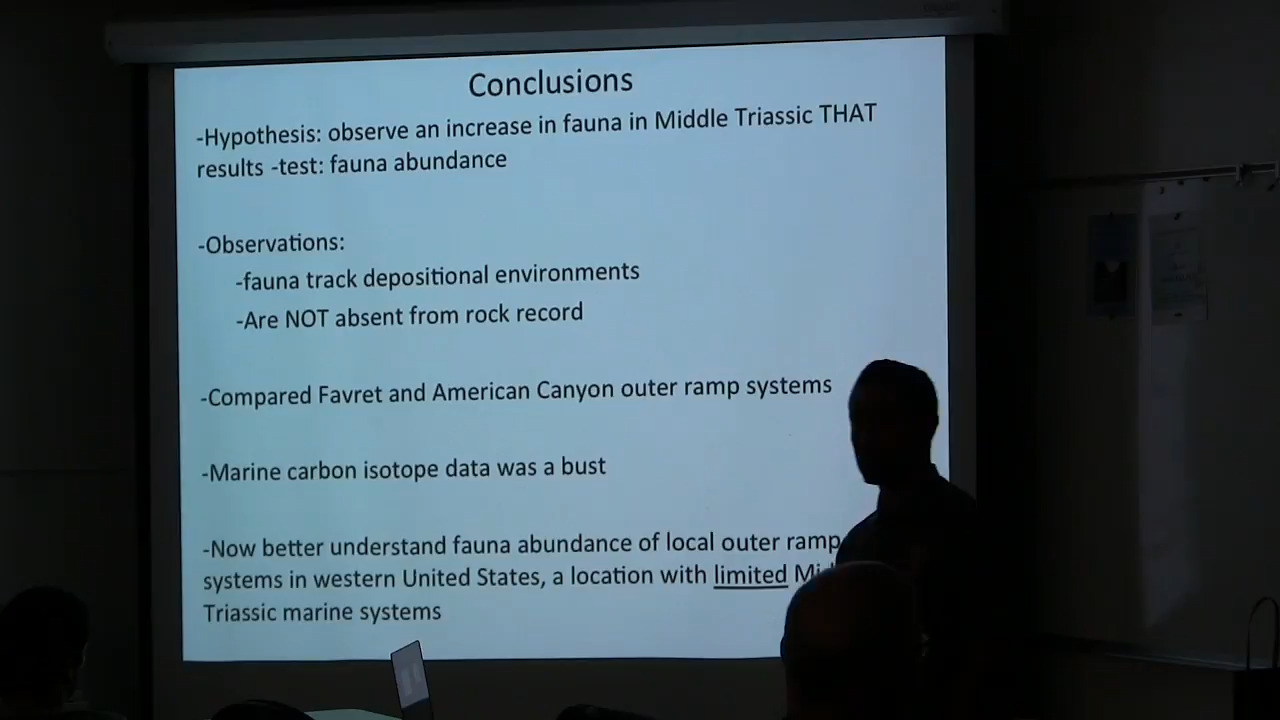 Conclusions
-Hypothesis: observe an increase in fauna in Middle Triassic THAT
results -test: fauna abundance
-Observations:
-fauna track depositional environments
-Are NOT absent from rock record
-Compared Favret and American Canyon outer ramp systems
-Marine carbon isotope data was a bust
-Now better understand fauna abundance of local outer ramp
systems in western United States, a location with limited
Triassic marine systems